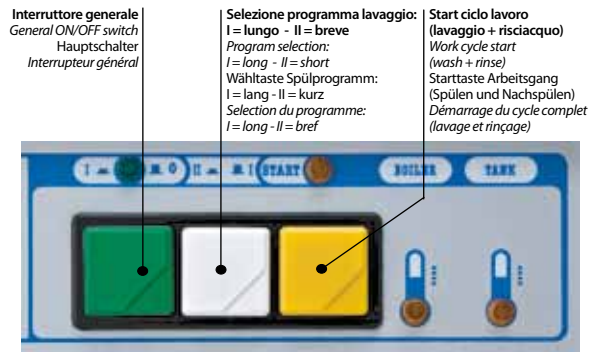 Interruttore generale
General ON/OFF switch
Hauptschalter
Interrupteur général
Selezione programma lavaggio:
I = lungo - II = breve
Program selection:
I = long - II = short
Wähltaste Spülprogramm:
I = lang - II = kurz
Selection du programme:
I = long - II = bref
Start ciclo lavoro
(lavaggio + risciacquo)
Work cycle start
(wash + rinse)
Starttaste Arbeitsgang
(Spülen und Nachspülen)
Démarrage du cycle complet
(lavage et rinçage)
I 0 II I START BOILER TANK